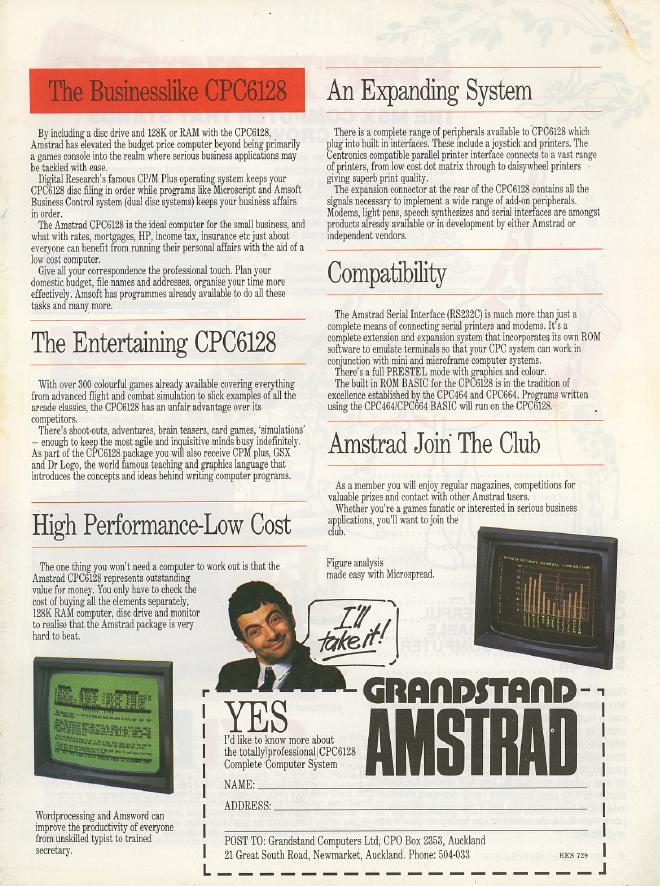 The Businesslike CPC6128
By including a disc drive and 128K or RAM with the CPC6128,
Amstrad has elevated the budget price computer beyond being primarily
a games console into the realm where serious business applications may
be tackled with ease.
Digital Research's famous CP/M Plus operating system keeps your
CPC6128 disc filing in order while programs like Microscript and Amsoft
Business Control system (dual disc systems) keeps your business affairs
in order.
The Amstrad CPC6128 is the ideal computer for the small business, and
what with rates, mortgages, HP, income tax, insurance etc just about
everyone can benefit from running their personal affairs with the aid of a
low cost computer.
Give all your correspondence the professional touch. Plan your
domestic budget, file names and addresses, organise your time more
effectively. Amsoft has programmes already available to do all these
tasks and many more.
The Entertaining CPC6128
With over 300 colourful games already available covering everything
from advanced flight and combat simulation to slick examples of all the
arcade classics, the CPC6128 has an unfair advantage over its
competitors.
There's shoot-outs, adventures, brain teasers, card games, 'simulations'
— enough to keep the most agile and inquisitive minds busy indefinitely.
As part of the CPC6128 package you will also receive CPM plus, GSX
and Dr Logo, the world famous teaching and graphics language that
introduces the concepts and ideas behind writing computer programs.
High Performance-Low Cost
The one thing you won't need a computer to work out is that the
Amstrad CPC6128 represents outstanding
value for money. You only have to check the
cost of buying all the elements separately,
128K RAM computer, disc drive and monitor
to realise that the Amstrad package is very
hard to beat.
Wordprocessing and Amsword can
improve the productivity of everyone
from unskilled typist to trained
secretary.
An Expanding System
There is a complete range of peripherals available to CPC6128 which
plug into built in interfaces. These include a joystick and printers. The
Centronics compatible parallel printer interface connects to a vast range
of printers, from low cost dot matrix through to daisywheel printers
giving superb print quality.
The expansion connector at the rear of the CPC6128 contains all the
signals necessary to implement a wide range of add-on peripherals.
Modems, light pens, speech synthesizes and serial interfaces are amongst
products already available or in development by either Amstrad or
independent vendors.
Compatibility
The Amstrad Serial Interface (RS232C) is much more than just a
complete means of connecting serial printers and modems. It's a
complete extension and expansion system that incorporates its own ROM
software to emulate terminals so that your CPC system can work in
conjunction with mini and microframe computer systems.
There's a full PRESTEL mode with graphics and colour.
The built in ROM BASIC for the CPC6128 is in the tradition of
excellence established by the CPC464 and CPC664. Programs written
using the CPC464/CPC664 BASIC will run on the CPC6128.
Amstrad Join The Club
As a member you will enjoy regular magazines, competitions for
valuable prizes and contact with other Amstrad users.
Whether you're a games fanatic or interested in serious business
applications, you'll want to join the
club.
Figure analysis
made easy with Microspread.
I'll
take it!
GRANDSTAND
AMSTRAD
YES
I'd like to know more about
the totally professional CPC6128
Complete Computer System
NAME:
ADDRESS:
POST TO: Grandstand Computers Ltd, CPO Box 2353, Auckland
21 Great South Road, Newmarket, Auckland. Phone: 504-033
RES 729